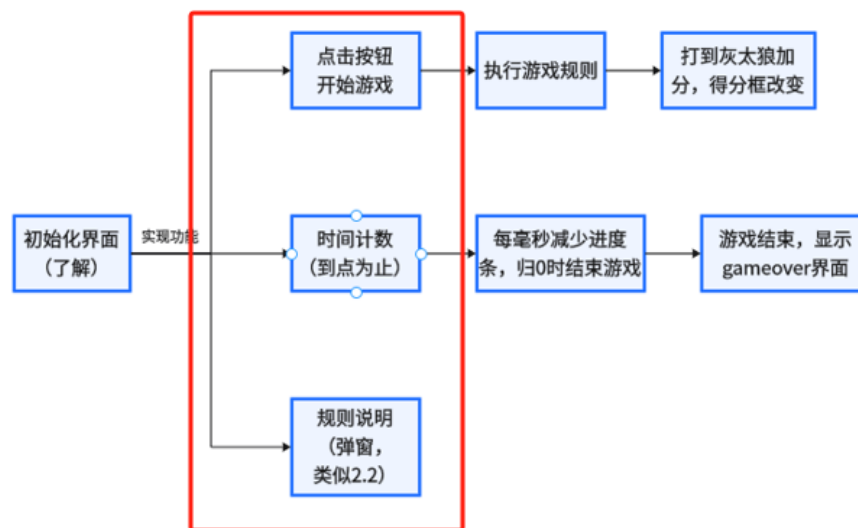 点击按钮
开始游戏
执行游戏规则
打到灰太狼加
分，得分框改变
初始化界面
（了解）
实现功能
时间计数
（到点为止）
每毫秒减少进度
条，归0时结束游戏
游戏结束，显示
gameover界面
规则说明
（弹窗，
类似2.2）